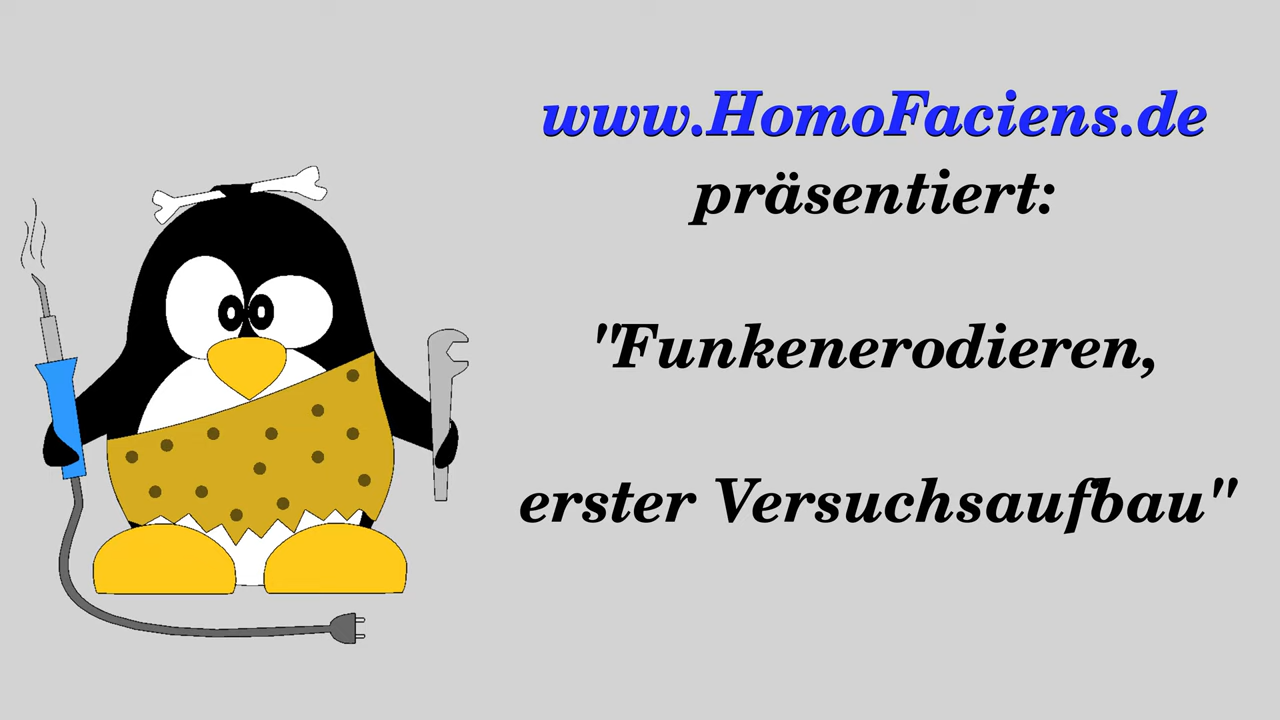 www.HomoFaciens.de
präsentiert:
"Funkenerodieren,
erster Versuchsaufbau"